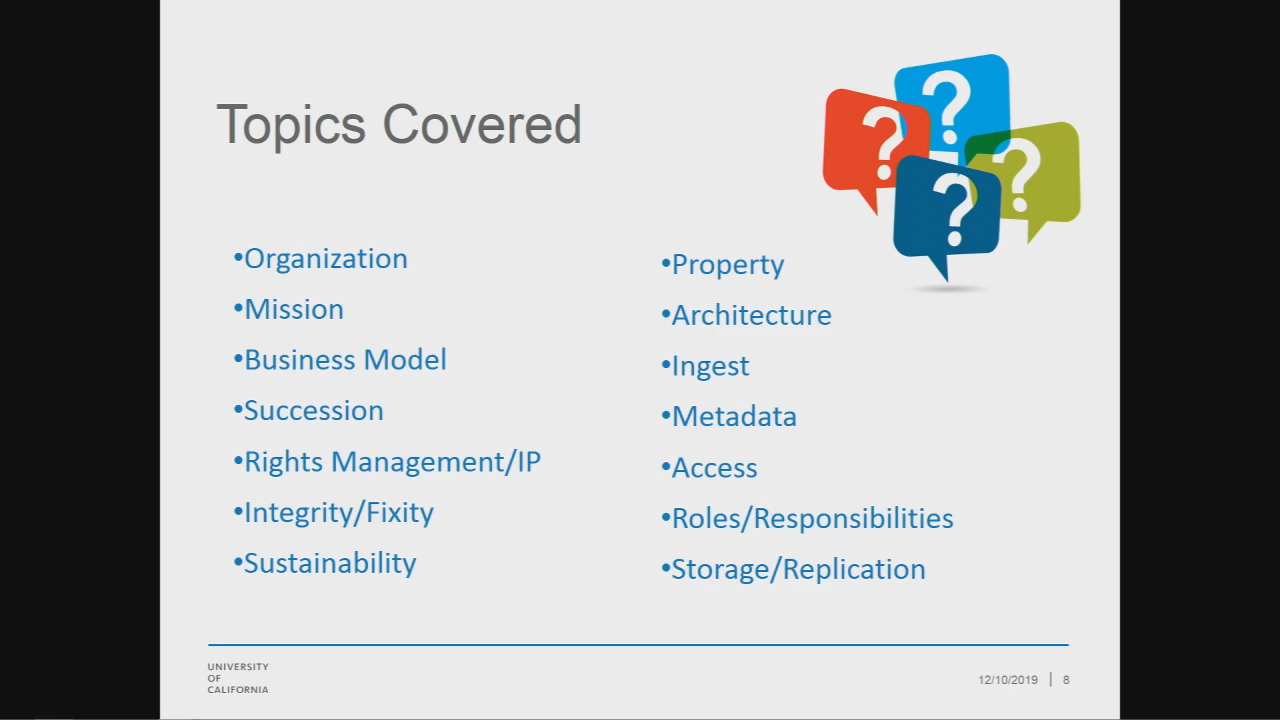 Topics Covered
•Organization
•Mission
•Business Model
•Succession
•Rights Management/IP
•Integrity/Fixity
•Sustainability
? ? ? ?
•Property
•Architecture
•Ingest
•Metadata
•Access
•Roles/Responsibilities
•Storage/Replication
UNIVERSITY
OF
CALIFORNIA
12/10/2019 | 8